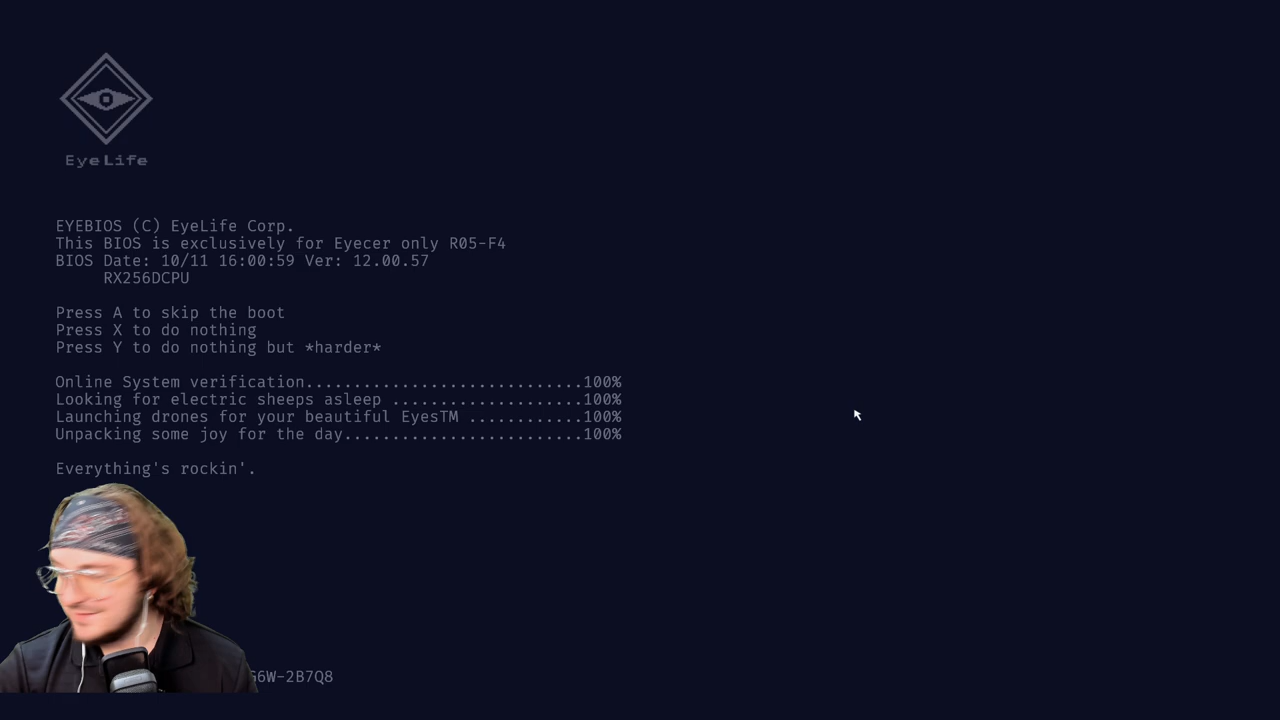 EyeLife
EYEBIOS (C) EyeLife Corp.
This BIOS is exclusively for Eyecer only R05-F4
BIOS Date: 10/11 16:00:59 Ver: 12.00.57
RX256DCPU
Press A to skip the boot
Press X to do nothing
Press Y to do nothing but *harder*
Online System verification.............................100%
Looking for electric sheeps asleep ....................100%
Launching drones for your beautiful EyesTM ............100%
Unpacking some joy for the day.........................100%
Everything's rockin'.
G6W-2B7Q8